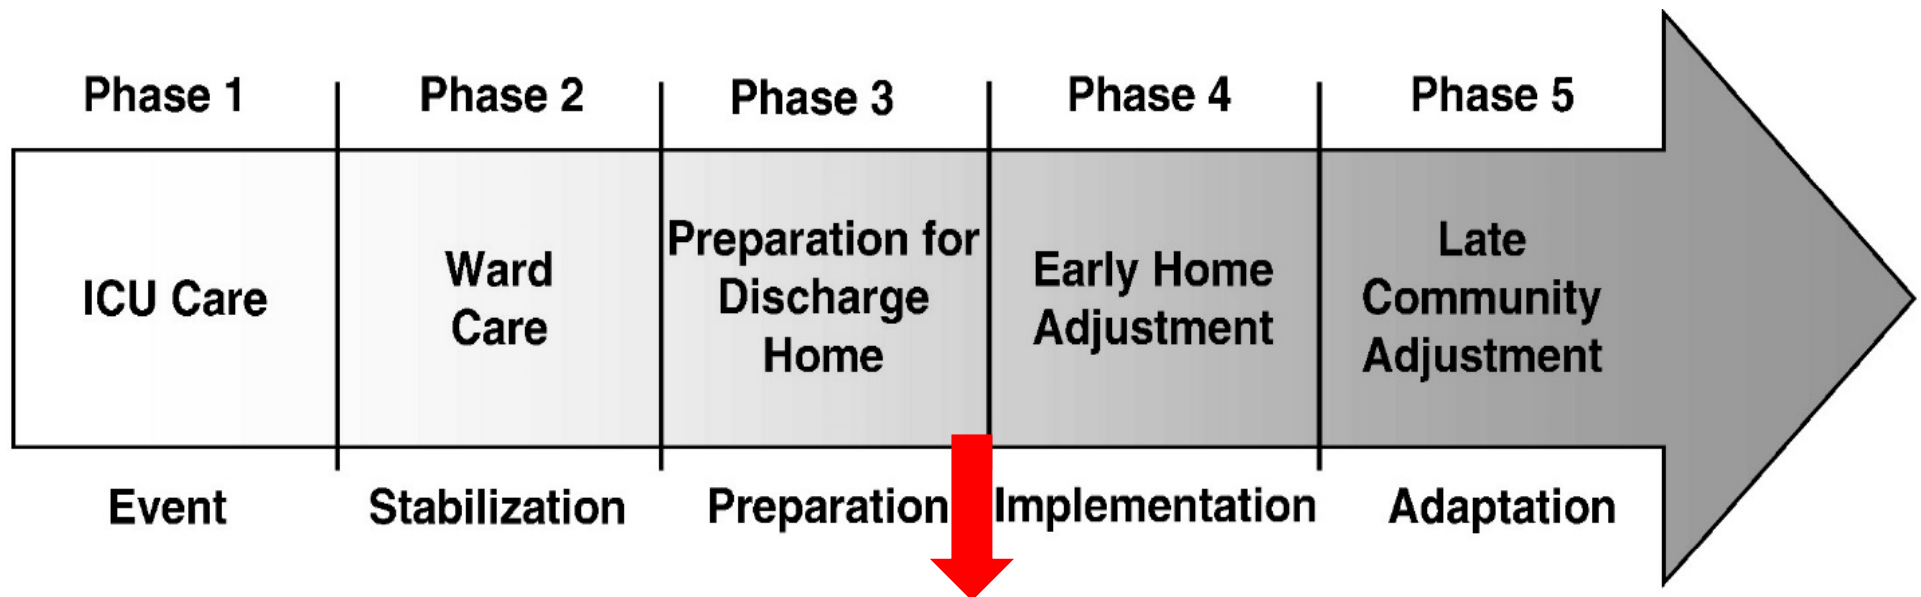 Phase 1
Phase 2
Phase 3
Phase 4
Phase 5
ICU Care
Ward
Care
Preparation for
Discharge
Home
Early Home
Adjustment
Late
Community
Adjustment
Event
Stabilization
Preparation
Implementation
Adaptation